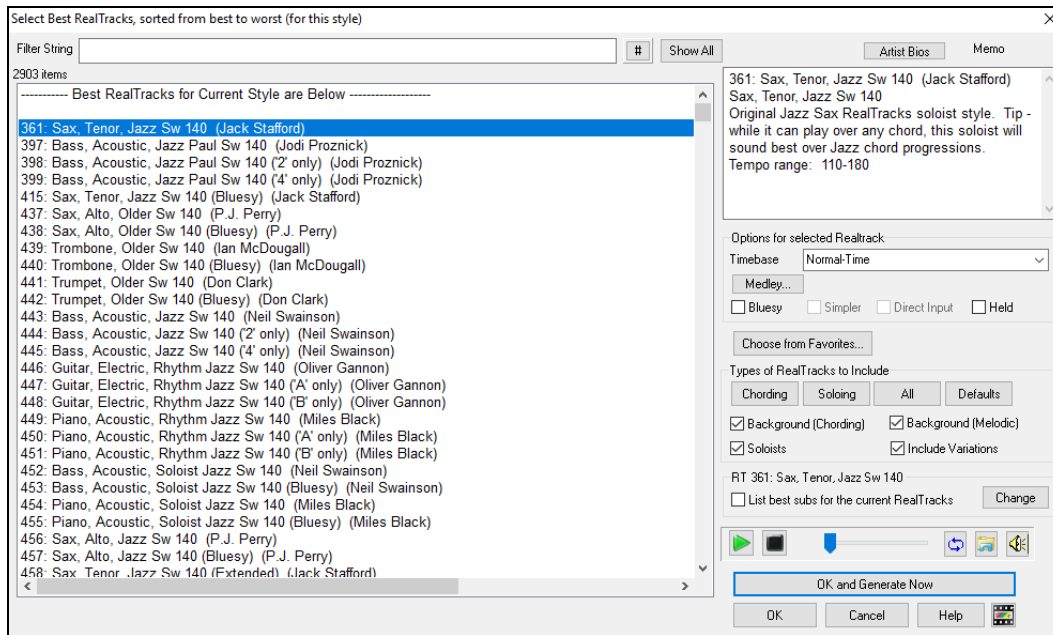 Select Best RealTracks, sorted from best to worst (for this style)
Filter String
#
Show All
Artist Bios
Memo
2903 items
----------- Best RealTracks for Current Style are Below -------------------
361: Sax, Tenor, Jazz Sw 140 (Jack Stafford)
397: Bass, Acoustic, Jazz Paul Sw 140 (Jodi Proznick)
398: Bass, Acoustic, Jazz Paul Sw 140 ('2' only) (Jodi Proznick)
399: Bass, Acoustic, Jazz Paul Sw 140 ('4' only) (Jodi Proznick)
415: Sax, Tenor, Jazz Sw 140 (Bluesy) (Jack Stafford)
437: Sax, Alto, Older Sw 140 (P.J. Perry)
438: Sax, Alto, Older Sw 140 (Bluesy) (P.J. Perry)
439: Trombone, Older Sw 140 (Ian McDougall)
440: Trombone, Older Sw 140 (Bluesy) (Ian McDougall)
441: Trumpet, Older Sw 140 (Don Clark)
442: Trumpet, Older Sw 140 (Bluesy) (Don Clark)
443: Bass, Acoustic, Jazz Sw 140 (Neil Swainson)
444: Bass, Acoustic, Jazz Sw 140 ('2' only) (Neil Swainson)
445: Bass, Acoustic, Jazz Sw 140 ('4' only) (Neil Swainson)
446: Guitar, Electric, Rhythm Jazz Sw 140 (Oliver Gannon)
447: Guitar, Electric, Rhythm Jazz Sw 140 ('A' only) (Oliver Gannon)
448: Guitar, Electric, Rhythm Jazz Sw 140 ('B' only) (Oliver Gannon)
449: Piano, Acoustic, Rhythm Jazz Sw 140 (Miles Black)
450: Piano, Acoustic, Rhythm Jazz Sw 140 ('A' only) (Miles Black)
451: Piano, Acoustic, Rhythm Jazz Sw 140 ('B' only) (Miles Black)
452: Bass, Acoustic, Soloist Jazz Sw 140 (Neil Swainson)
453: Bass, Acoustic, Soloist Jazz Sw 140 (Bluesy) (Neil Swainson)
454: Piano, Acoustic, Soloist Jazz Sw 140 (Miles Black)
455: Piano, Acoustic, Soloist Jazz Sw 140 (Bluesy) (Miles Black)
456: Sax, Alto, Jazz Sw 140 (P.J. Perry)
457: Sax, Alto, Jazz Sw 140 (Bluesy) (P.J. Perry)
458: Sax, Tenor, Jazz Sw 140 (Extended) (Jack Stafford)
361: Sax, Tenor, Jazz Sw 140 (Jack Stafford)
Sax, Tenor, Jazz Sw 140
Original Jazz Sax RealTracks soloist style. Tip -
while it can play over any chord, this soloist will
sound best over Jazz chord progressions.
Tempo range: 110-180
Options for selected Realtrack
Timebase
Normal-Time
Medley...
Bluesy
Simpler
Direct Input
Held
Choose from Favorites...
Types of RealTracks to Include
Chording
Soloing
All
Defaults
Background (Chording)
Background (Melodic)
Soloists
Include Variations
RT 361: Sax, Tenor, Jazz Sw 140
List best subs for the current RealTracks
Change
OK and Generate Now
OK
Cancel
Help